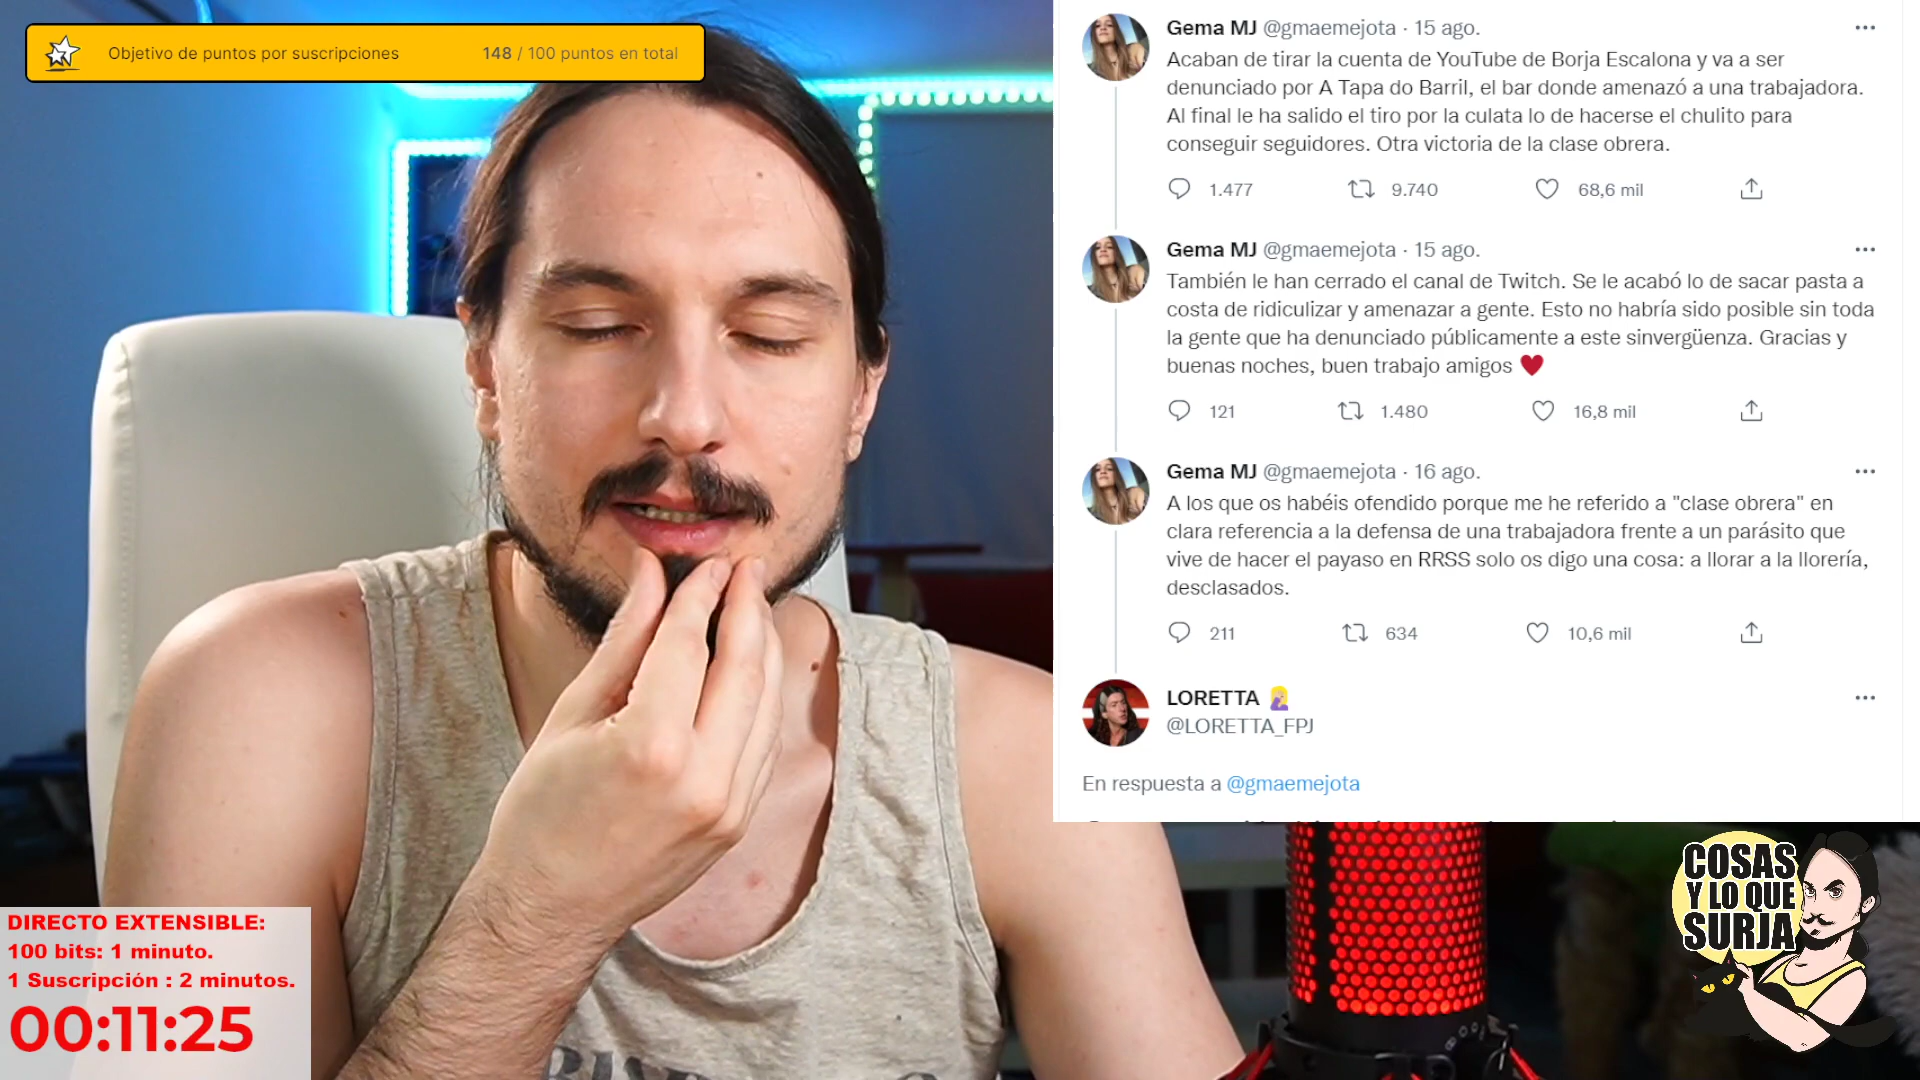 Objetivo de puntos por suscripciones
148 / 100 puntos en total
Gema MJ @gmaemejota · 15 ago.
Acaban de tirar la cuenta de YouTube de Borja Escalona y va a ser
denunciado por A Tapa do Barril, el bar donde amenazó a una trabajadora.
Al final le ha salido el tiro por la culata lo de hacerse el chulito para
conseguir seguidores. Otra victoria de la clase obrera.
1.477 9.740 68,6 mil
Gema MJ @gmaemejota · 15 ago.
También le han cerrado el canal de Twitch. Se le acabó lo de sacar pasta a
costa de ridiculizar y amenazar a gente. Esto no habría sido posible sin toda
la gente que ha denunciado públicamente a este sinvergüenza. Gracias y
buenas noches, buen trabajo amigos ♥
121 1.480 16,8 mil
Gema MJ @gmaemejota · 16 ago.
A los que os habéis ofendido porque me he referido a "clase obrera" en
clara referencia a la defensa de una trabajadora frente a un parásito que
vive de hacer el payaso en RRSS solo os digo una cosa: a llorar a la llorería,
desclasados.
211 634 10,6 mil
LORETTA 🤦🏼‍♀️
@LORETTA_FPJ
En respuesta a @gmaemejota
DIRECTO EXTENSIBLE:
100 bits: 1 minuto.
1 Suscripción : 2 minutos.
00:11:25
COSAS
Y LO QUE
SURJA